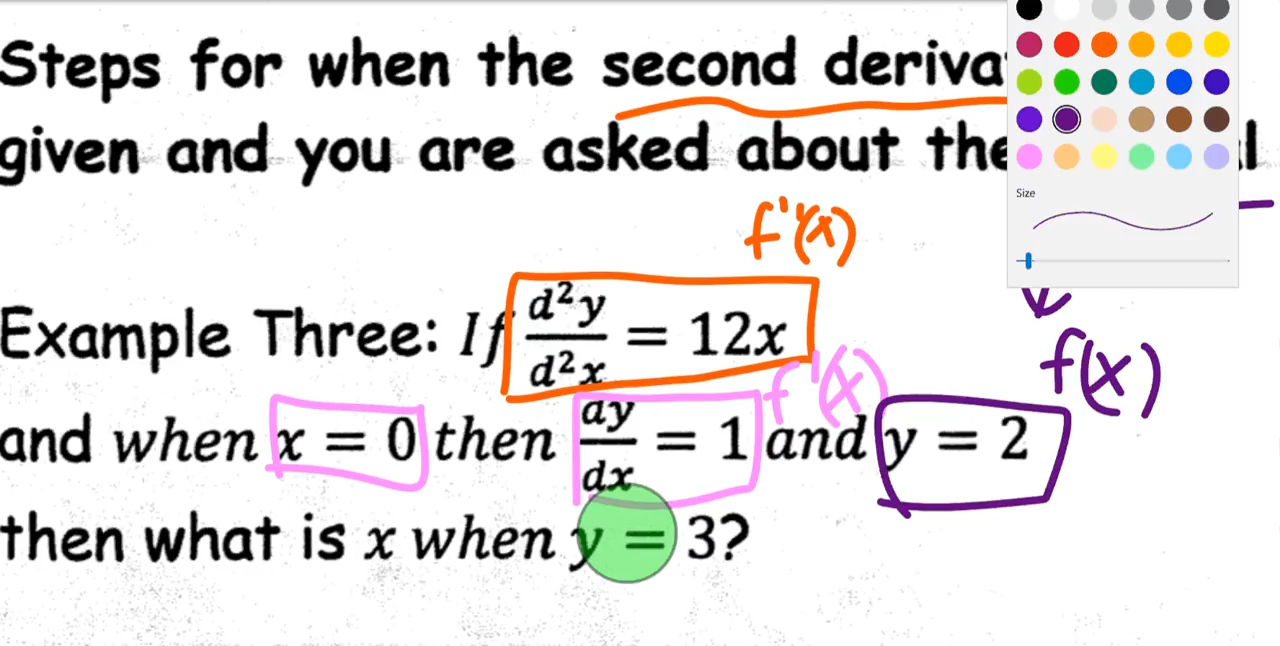 Steps for when the second deriva
given and you are asked about the l
f''(x)
Example Three: If d²y/d²x = 12x
f'(x)
f(x)
and when x = 0 then dy/dx = 1 and y = 2
then what is x when y = 3?
Size